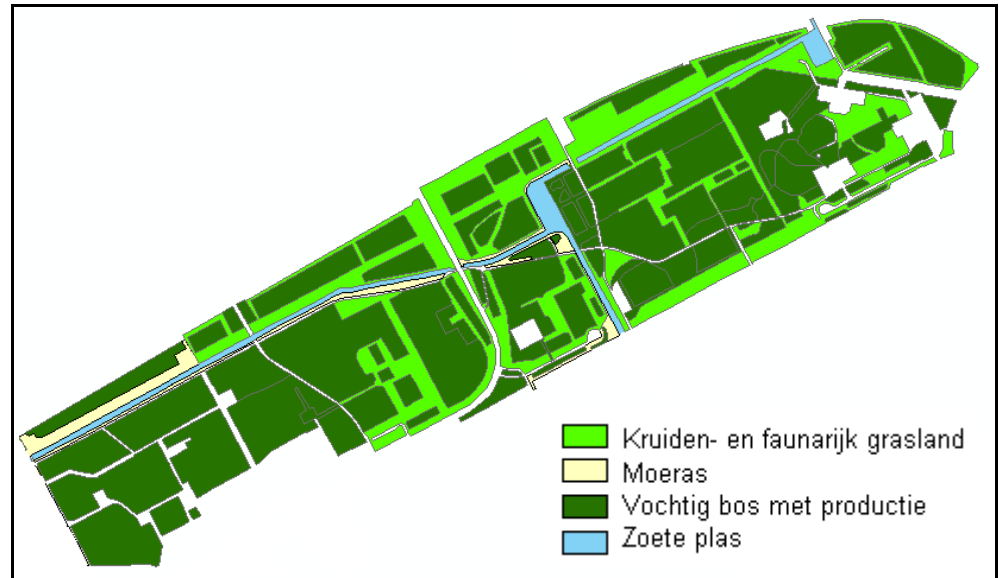 Kruiden- en faunarijk grasland
Moeras
Vochtig bos met productie
Zoete plas